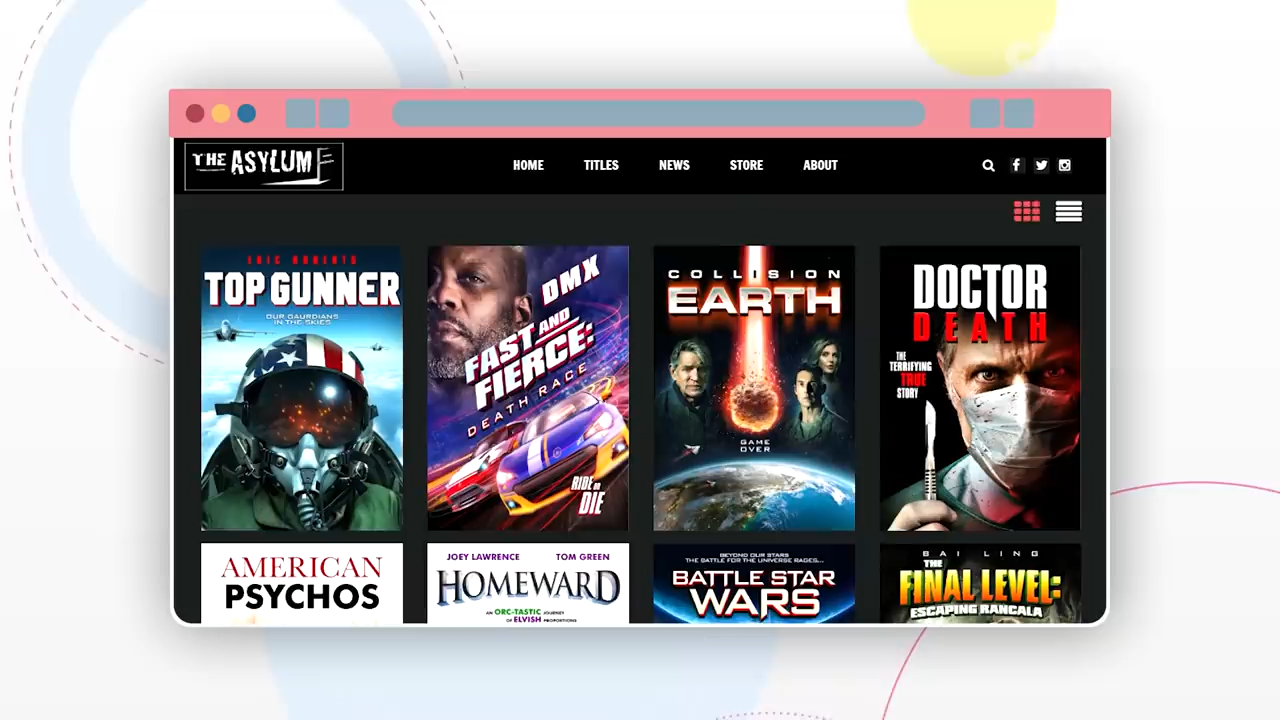 THE ASYLUM
HOME TITLES NEWS STORE ABOUT
ERIC ROBERTS
TOP GUNNER
OUR GAURDIANS
IN THE SKIES
DMX
FAST AND
FIERCE:
DEATH RACE
RIDE OR
DIE
COLLISION
EARTH
GAME
OVER
DOCTOR
DEATH
THE
TERRIFYING
TRUE
STORY
AMERICAN
PSYCHOS
JOEY LAWRENCE TOM GREEN
HOMEWARD
AN ORC-TASTIC JOURNEY
OF ELVISH PROPORTIONS
BEYOND OUR STARS
THE BATTLE FOR THE UNIVERSE RAGES...
BATTLE STAR
WARS
BAI LING
THE
FINAL LEVEL:
ESCAPING RANCALA